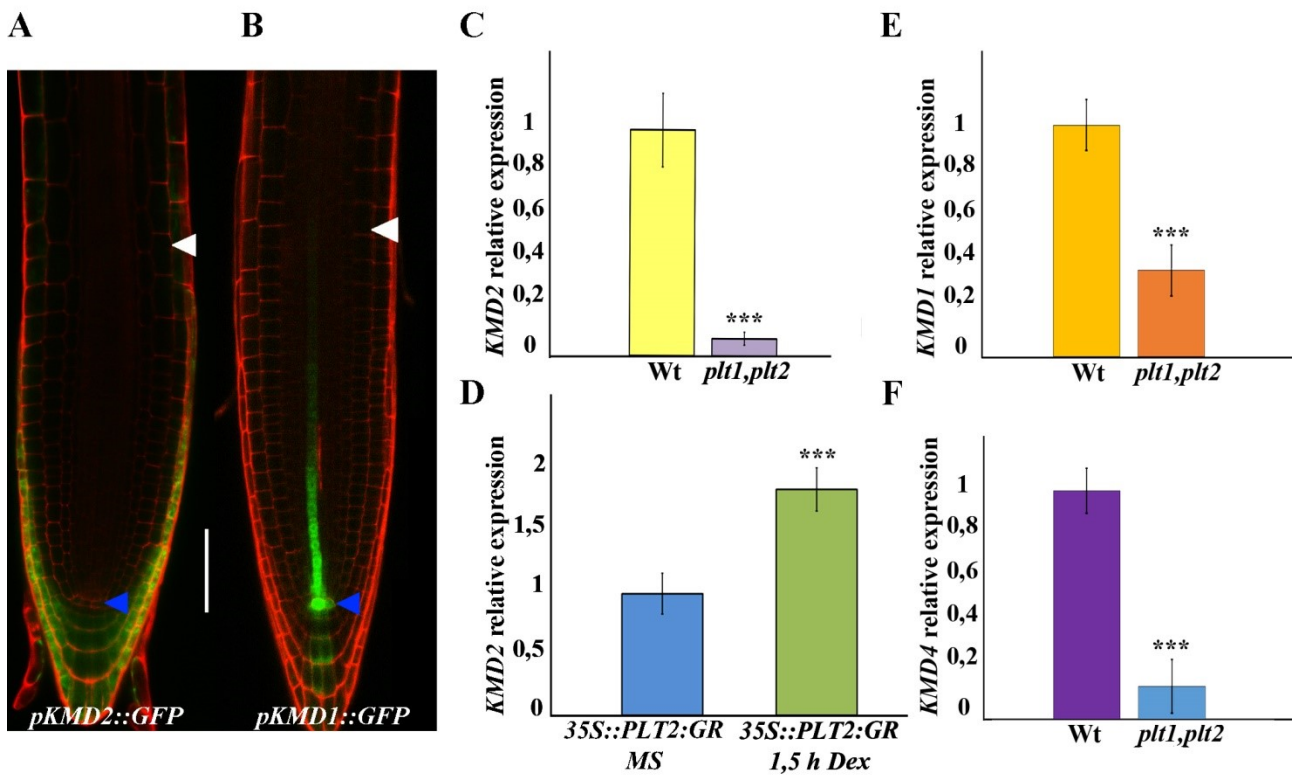 A
B
pKMD2::GFP
pKMD1::GFP
C
KMD2 relative expression
1
0,8
0,6
0,4
0,2
0
***
Wt
plt1,plt2
D
KMD2 relative expression
2
1,5
1
0,5
0
***
35S::PLT2:GR
MS
35S::PLT2:GR
1,5 h Dex
E
KMD1 relative expression
1
0,8
0,6
0,4
0,2
0
***
Wt
plt1,plt2
F
KMD4 relative expression
1
0,8
0,6
0,4
0,2
0
***
Wt
plt1,plt2